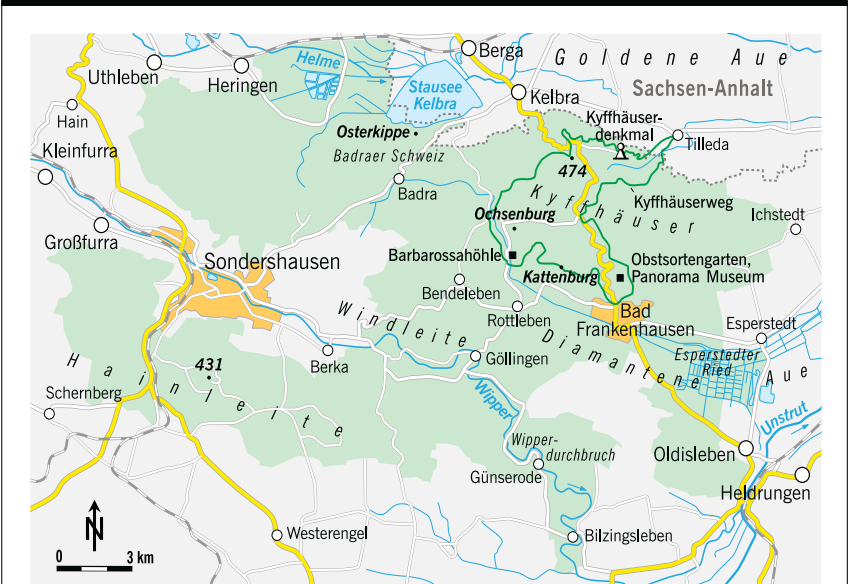 Berga
Goldene Aue
Uthleben
Helme
Heringen
Stausee
Kelbra
Sachsen-Anhalt
Kelbra
Hain
Kyffhäuser-
denkmal
Osterkippe
Tilleda
Kleinfurra
Badraer Schweiz
474
Badra
Kyffhäuser
Kyffhäuserweg
Ochsenburg
Ichstedt
Großfurra
Sondershausen
Barbarossahöhle
Obstsortengarten,
Panorama Museum
Kattenburg
Bendeleben
Windleite
Rottleben
Bad
Frankenhausen
Esperstedt
Diamantene Aue
Hainleite
431
Berka
Göllingen
Esperstedter
Ried
Schernberg
Wipper
Unstrut
Wipper-
durchbruch
Oldisleben
Günserode
Heldrungen
N
Westerengel
Bilzingsleben
0 3 km